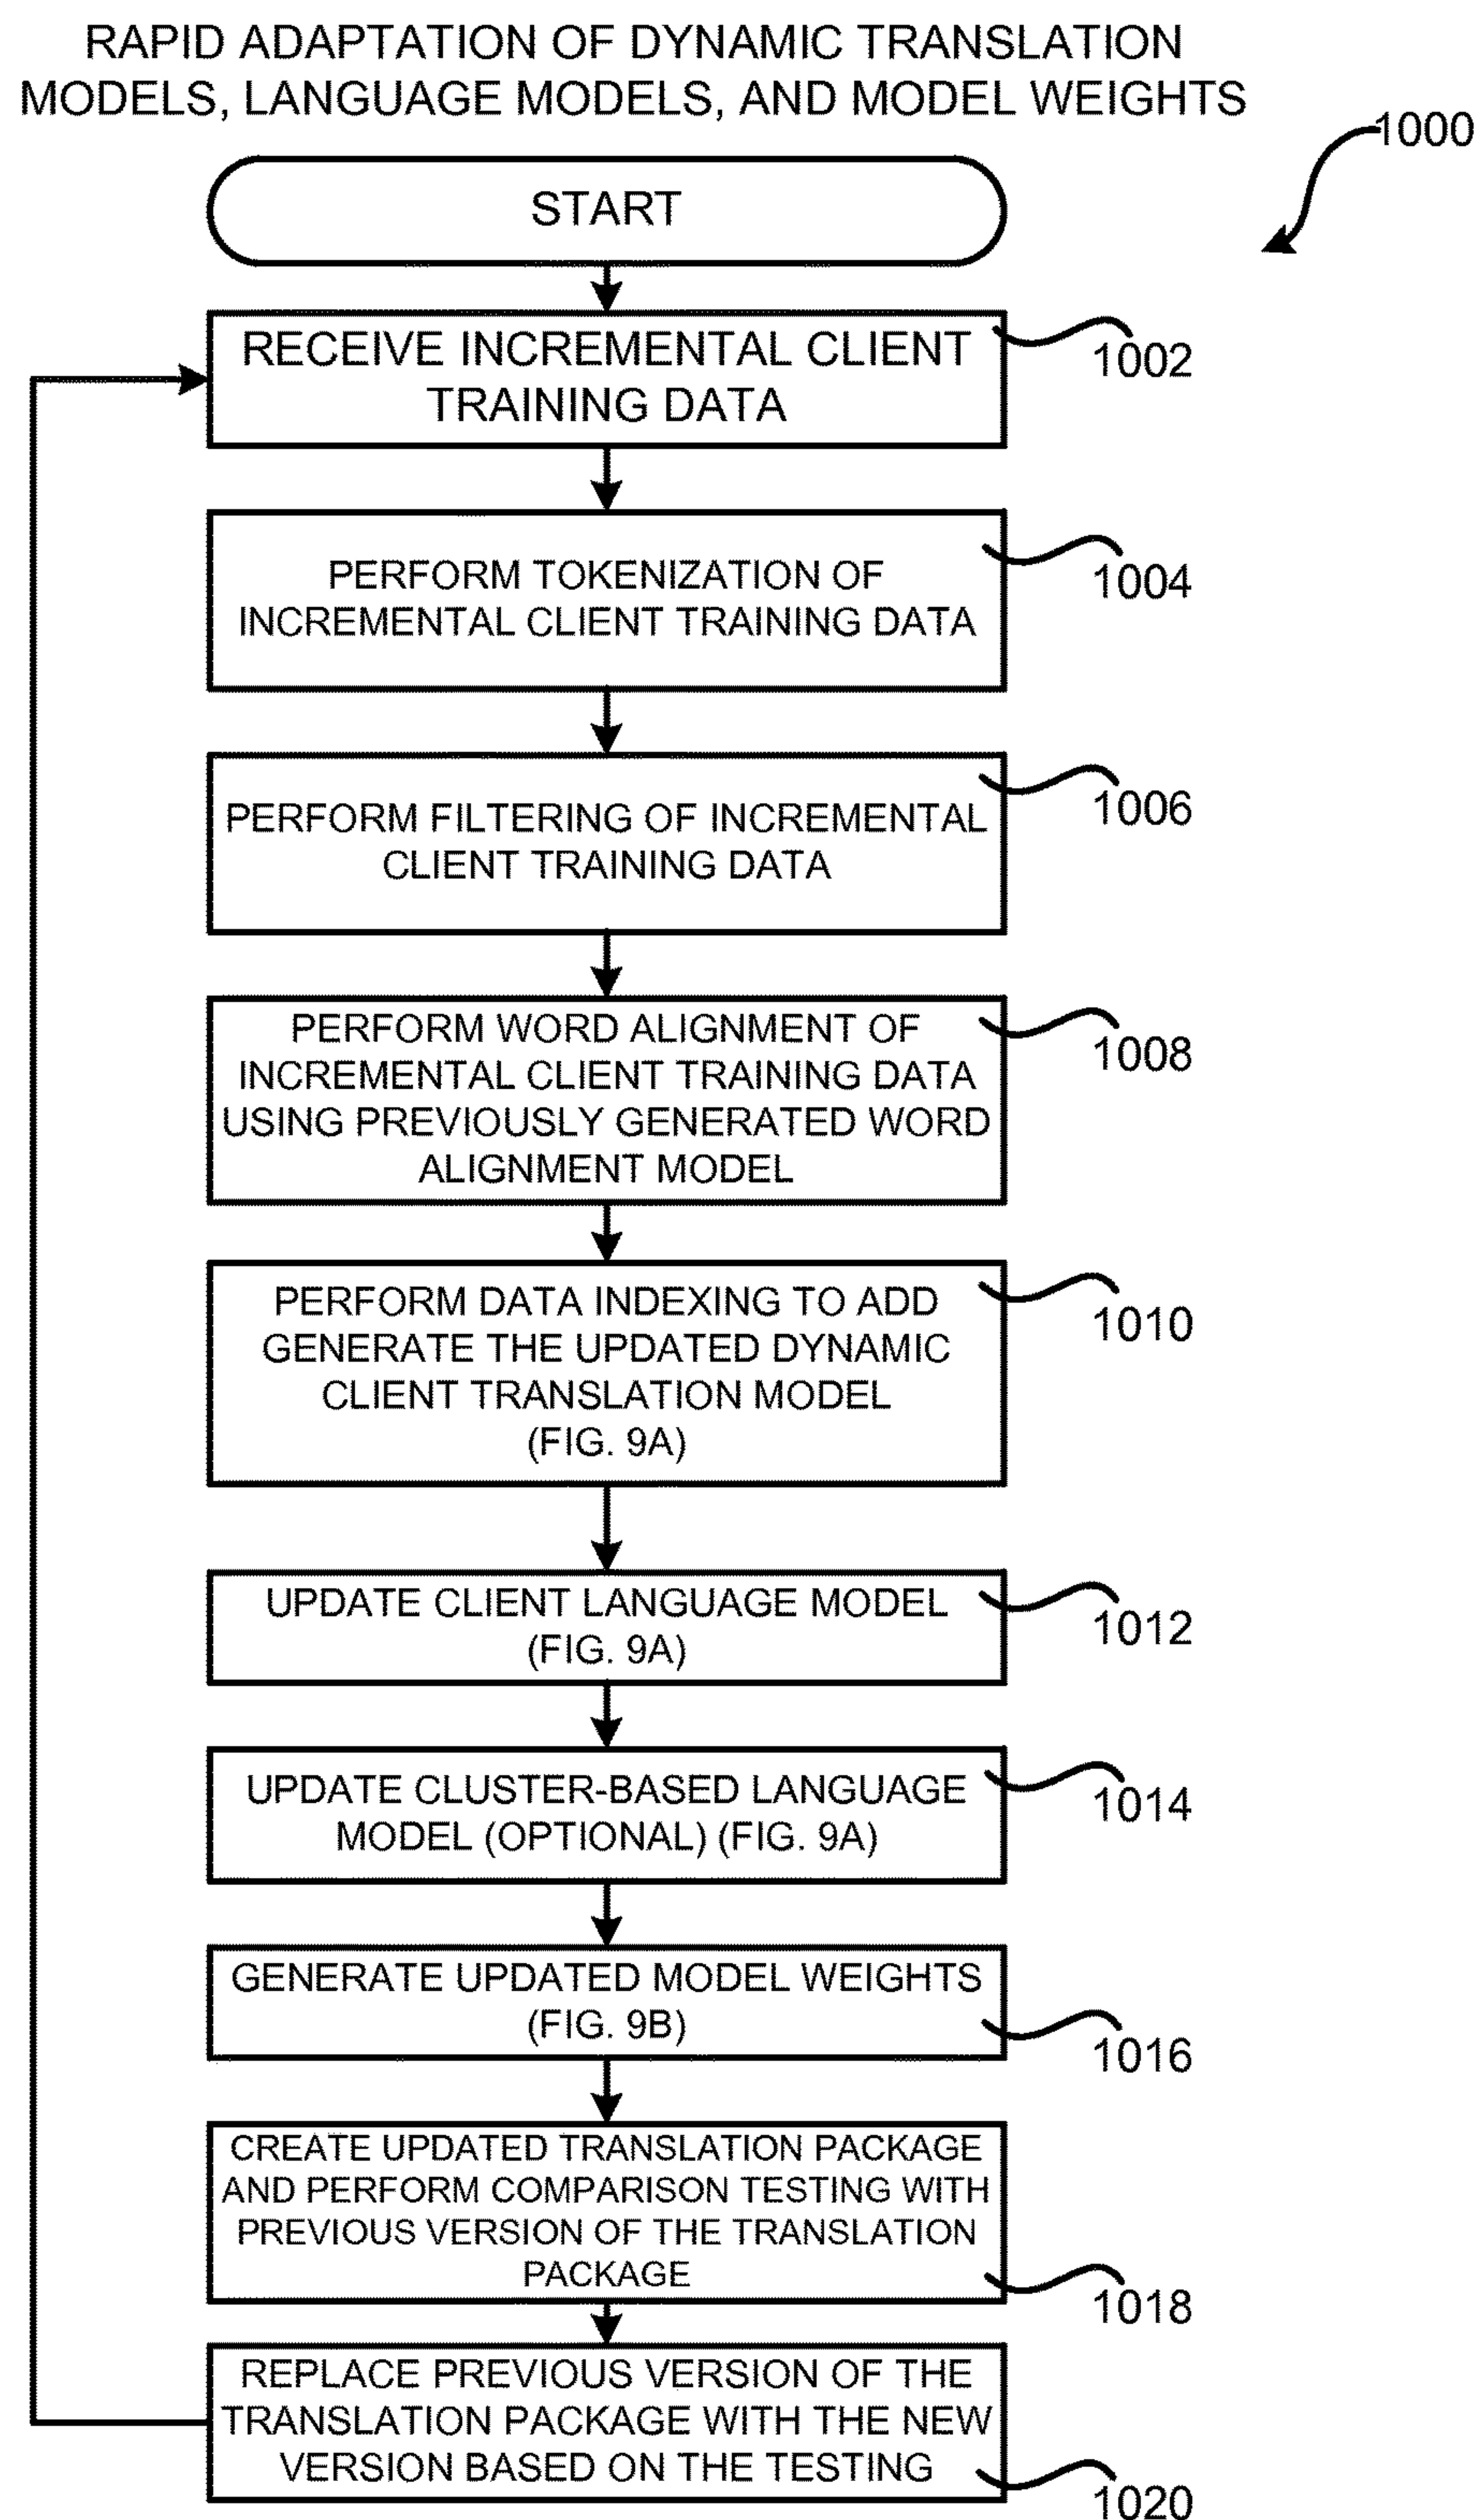 RAPID ADAPTATION OF DYNAMIC TRANSLATION
MODELS, LANGUAGE MODELS, AND MODEL WEIGHTS
1000
START
RECEIVE INCREMENTAL CLIENT
TRAINING DATA
1002
PERFORM TOKENIZATION OF
INCREMENTAL CLIENT TRAINING DATA
1004
PERFORM FILTERING OF INCREMENTAL
CLIENT TRAINING DATA
1006
PERFORM WORD ALIGNMENT OF
INCREMENTAL CLIENT TRAINING DATA
USING PREVIOUSLY GENERATED WORD
ALIGNMENT MODEL
1008
PERFORM DATA INDEXING TO ADD
GENERATE THE UPDATED DYNAMIC
CLIENT TRANSLATION MODEL
(FIG. 9A)
1010
UPDATE CLIENT LANGUAGE MODEL
(FIG. 9A)
1012
UPDATE CLUSTER-BASED LANGUAGE
MODEL (OPTIONAL) (FIG. 9A)
1014
GENERATE UPDATED MODEL WEIGHTS
(FIG. 9B)
1016
CREATE UPDATED TRANSLATION PACKAGE
AND PERFORM COMPARISON TESTING WITH
PREVIOUS VERSION OF THE TRANSLATION
PACKAGE
1018
REPLACE PREVIOUS VERSION OF THE
TRANSLATION PACKAGE WITH THE NEW
VERSION BASED ON THE TESTING
1020